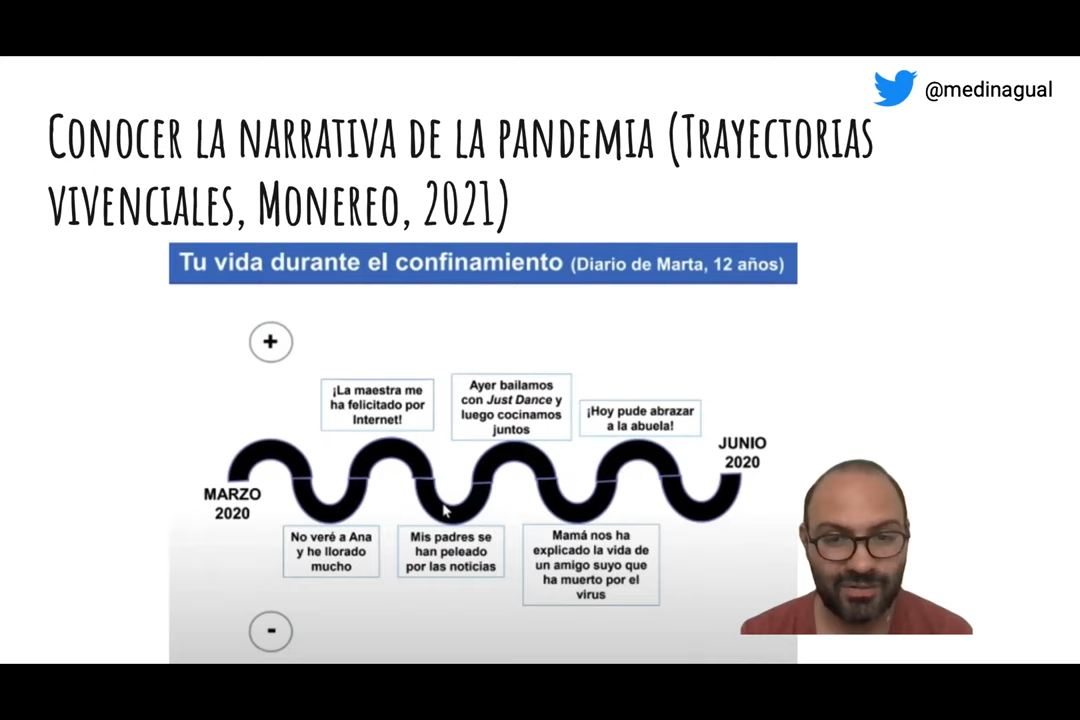 @medinagual
CONOCER LA NARRATIVA DE LA PANDEMIA (TRAYECTORIAS
VIVENCIALES, MONEREO, 2021)
Tu vida durante el confinamiento (Diario de Marta, 12 años)
+
¡La maestra me
ha felicitado por
Internet!
Ayer bailamos
con Just Dance y
luego cocinamos
juntos
¡Hoy pude abrazar
a la abuela!
JUNIO
2020
MARZO
2020
No veré a Ana
y he llorado
mucho
Mis padres se
han peleado
por las noticias
Mamá nos ha
explicado la vida de
un amigo suyo que
ha muerto por el
virus
-